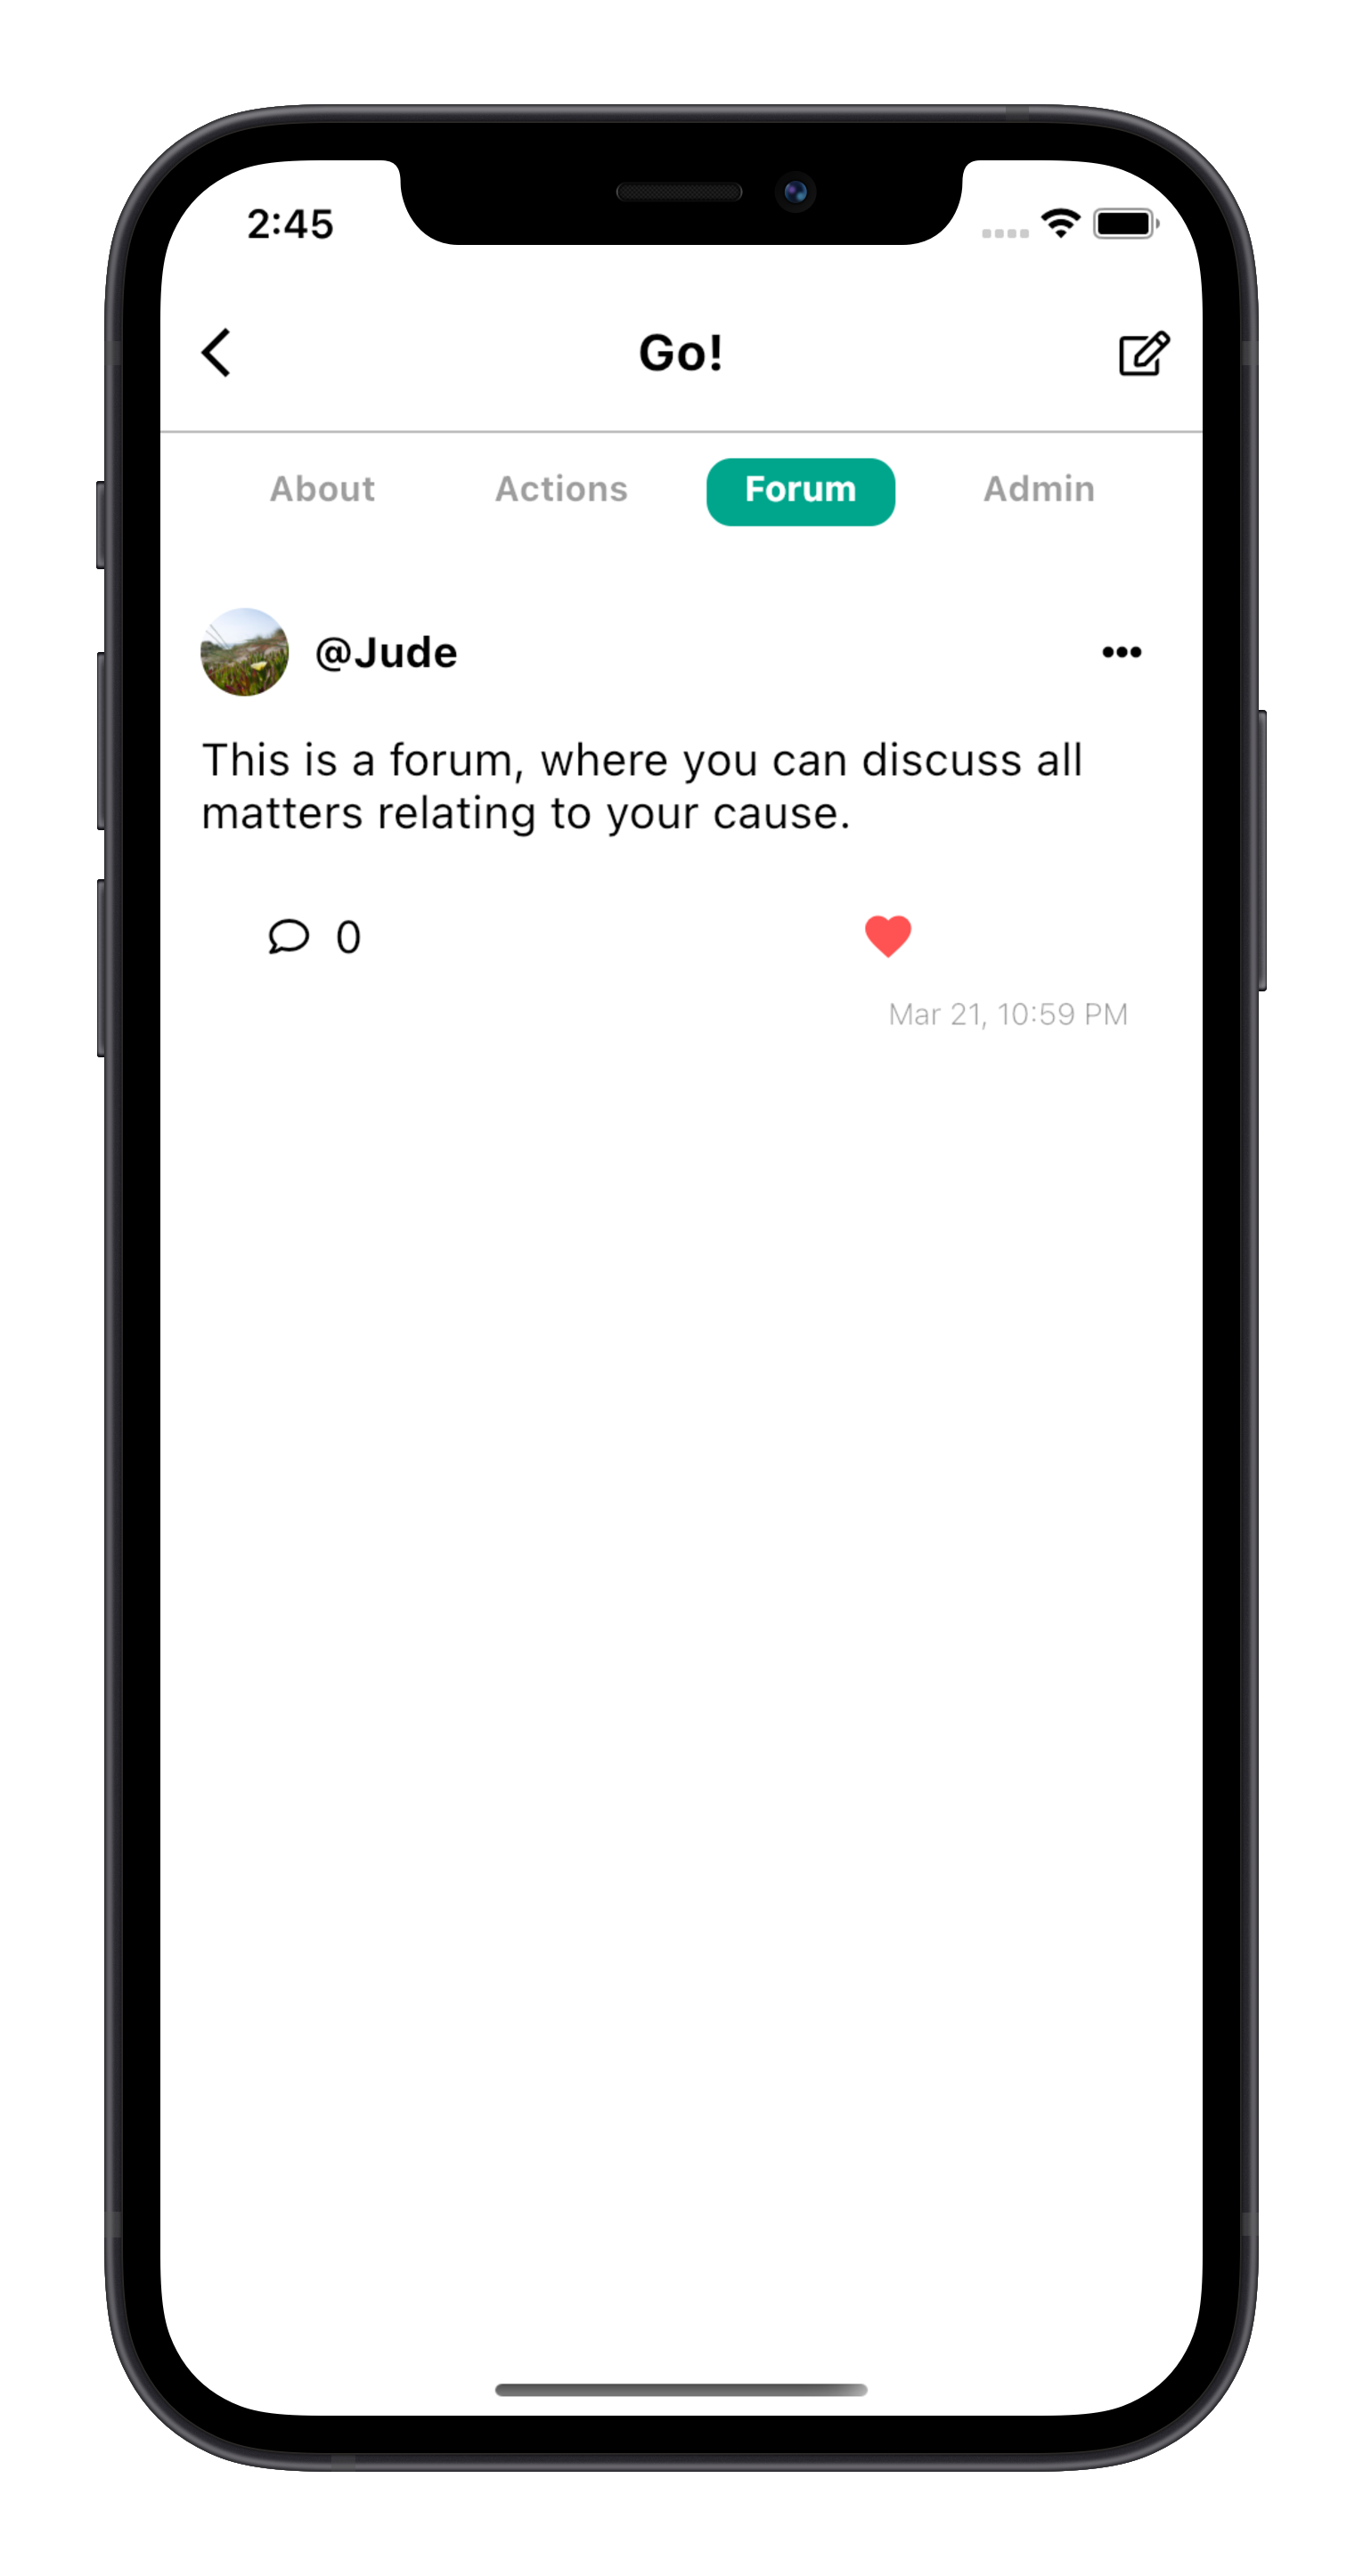 2:45
Go!
About Actions Forum Admin
@Jude
This is a forum, where you can discuss all
matters relating to your cause.
0
Mar 21, 10:59 PM